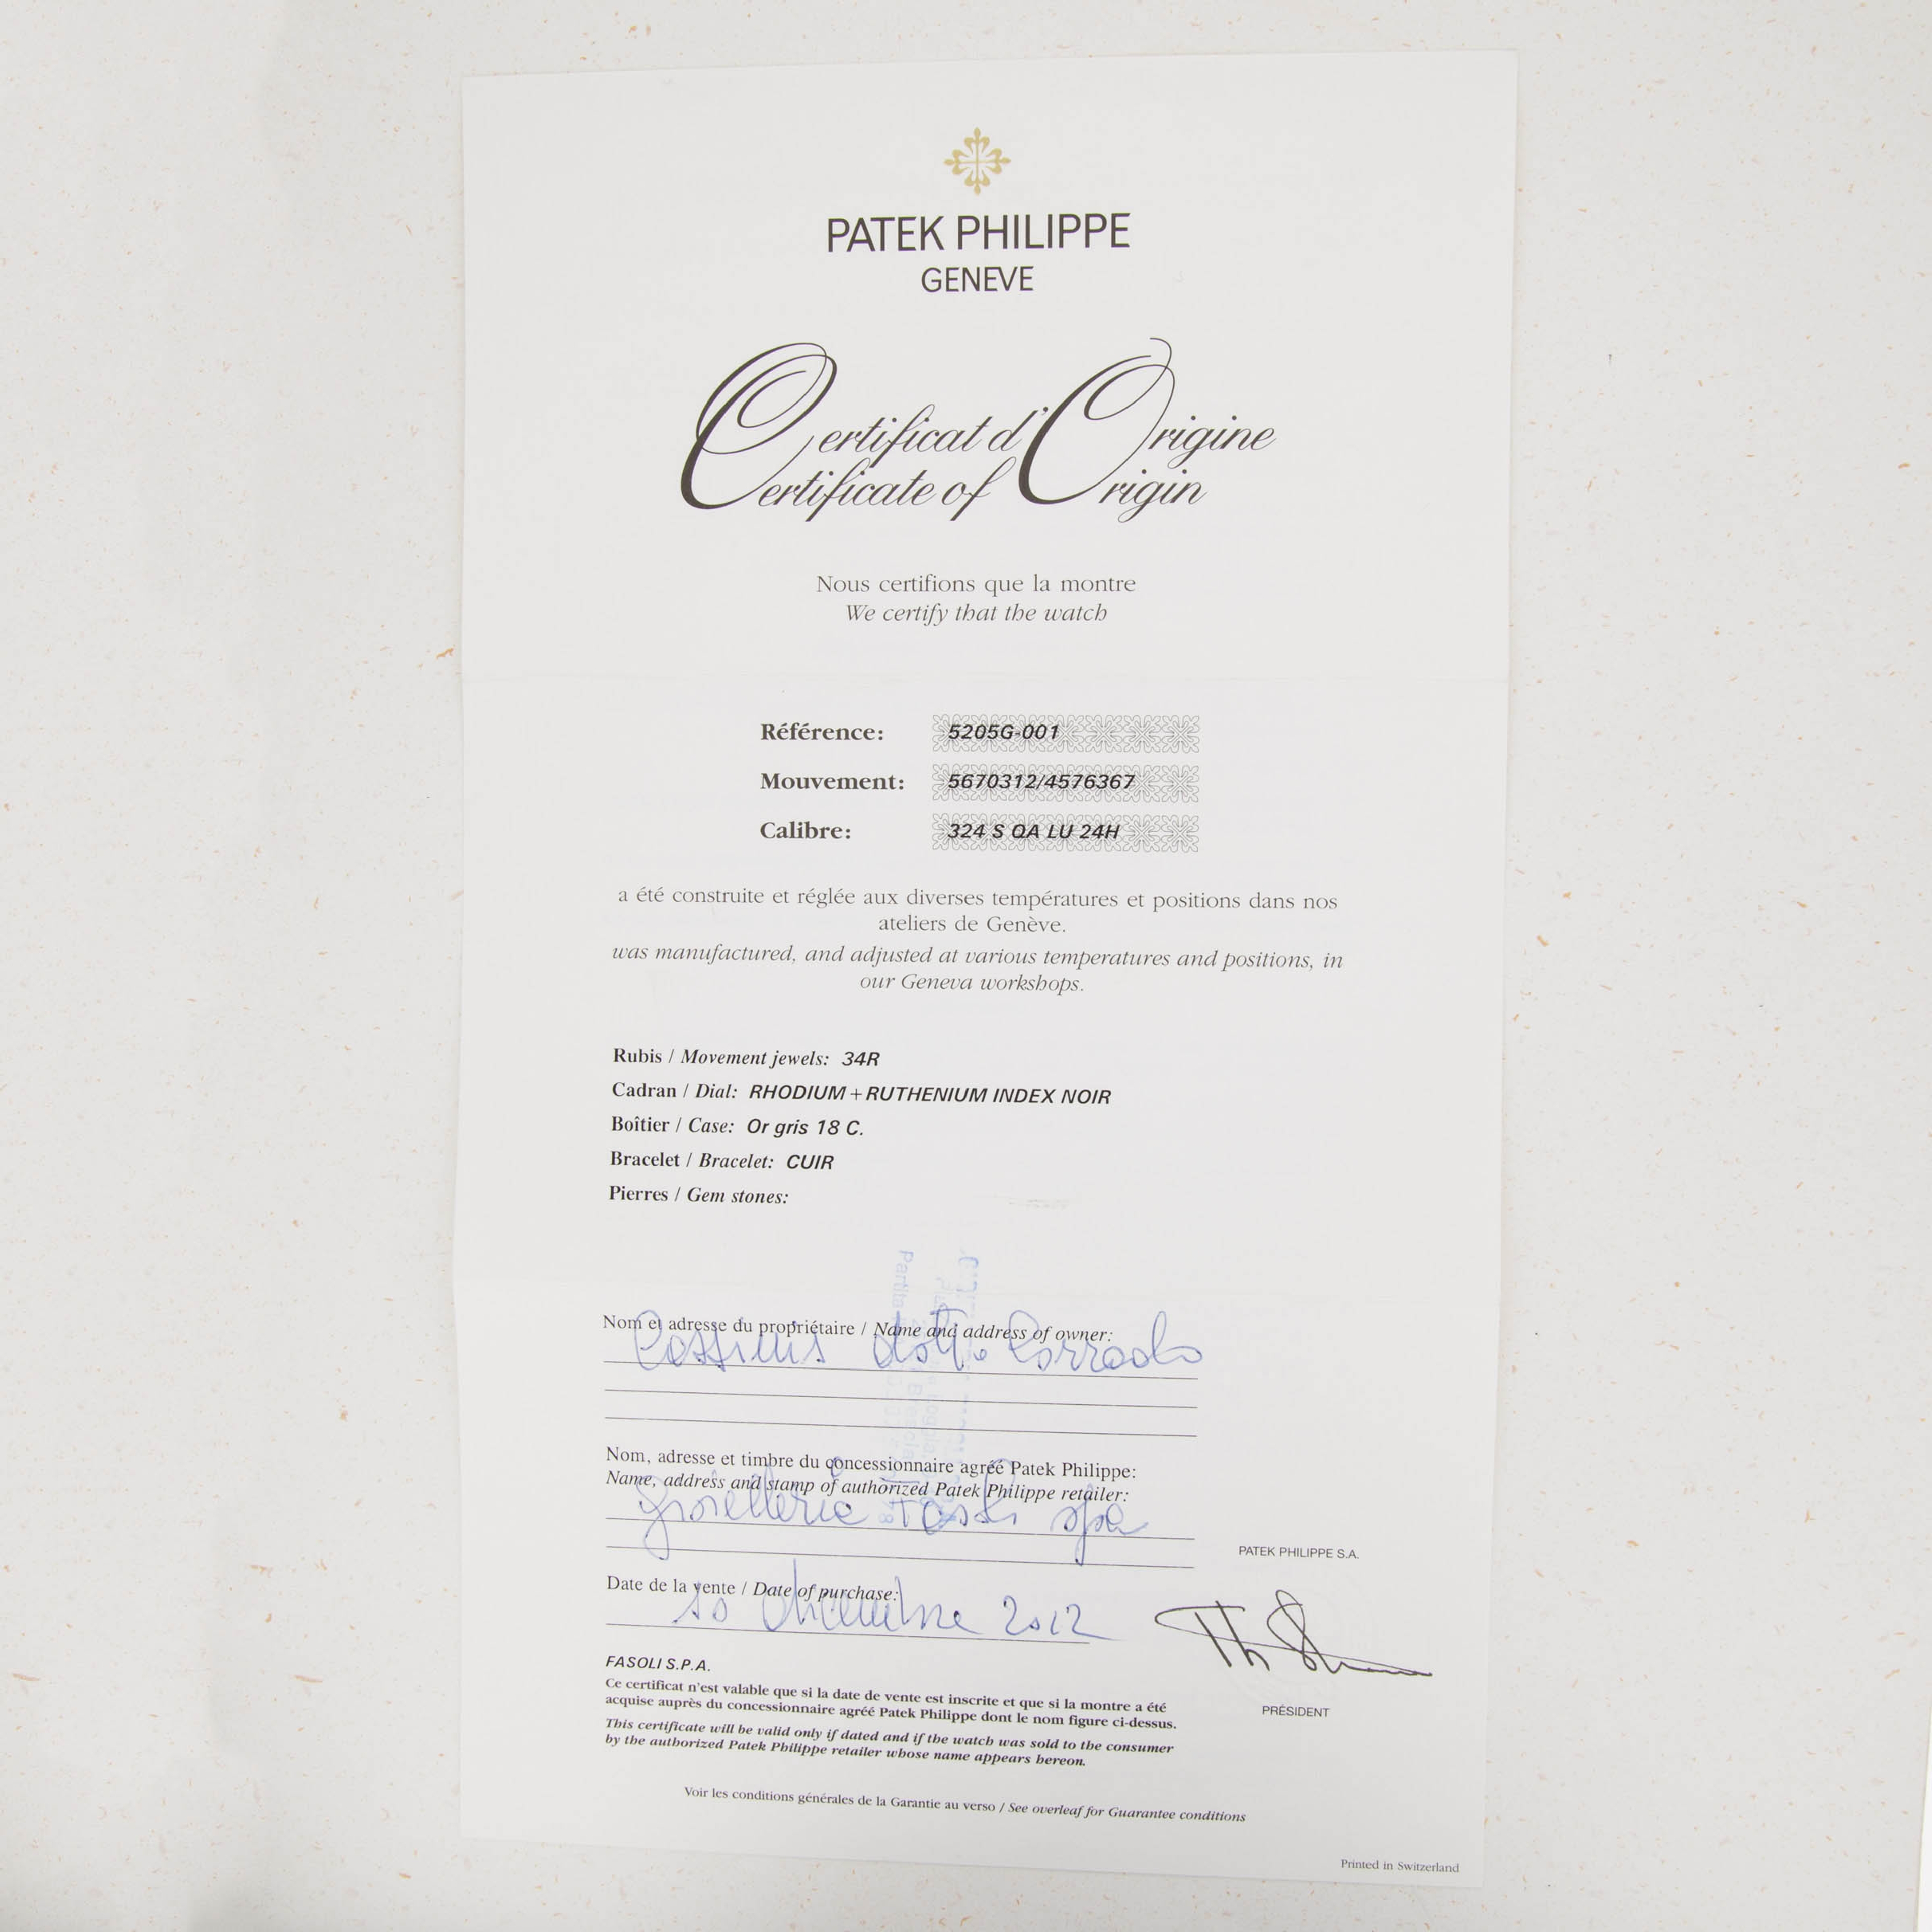 PATEK PHILIPPE
GENEVE
Certificat d'Origine
Certificate of Origin
Nous certifions que la montre
We certify that the watch
Référence: 5205G-001
Mouvement: 5670312/4576367
Calibre: 324 S QA LU 24H
a été construite et réglée aux diverses températures et positions dans nos
ateliers de Genève.
was manufactured, and adjusted at various temperatures and positions, in
our Geneva workshops.
Rubis / Movement jewels: 34R
Cadran / Dial: RHODIUM+RUTHENIUM INDEX NOIR
Boîtier / Case: Or gris 18 C.
Bracelet / Bracelet: CUIR
Pierres / Gem stones:
Nom et adresse du propriétaire / Name and address of owner:
dott. Corrado
Nom, adresse et timbre du concessionnaire agréé Patek Philippe:
Name, address and stamp of authorized Patek Philippe retailer:
Gioielleria Fasoli spa
PATEK PHILIPPE S.A.
Date de la vente / Date of purchase:
dicembre 2012
FASOLI S.P.A.
Ce certificat n'est valable que si la date de vente est inscrite et que si la montre a été
acquise auprès du concessionnaire agréé Patek Philippe dont le nom figure ci-dessus.
PRÉSIDENT
This certificate will be valid only if dated and if the watch was sold to the consumer
by the authorized Patek Philippe retailer whose name appears hereon.
Voir les conditions générales de la Garantie au verso / See overleaf for Guarantee conditions
Printed in Switzerland